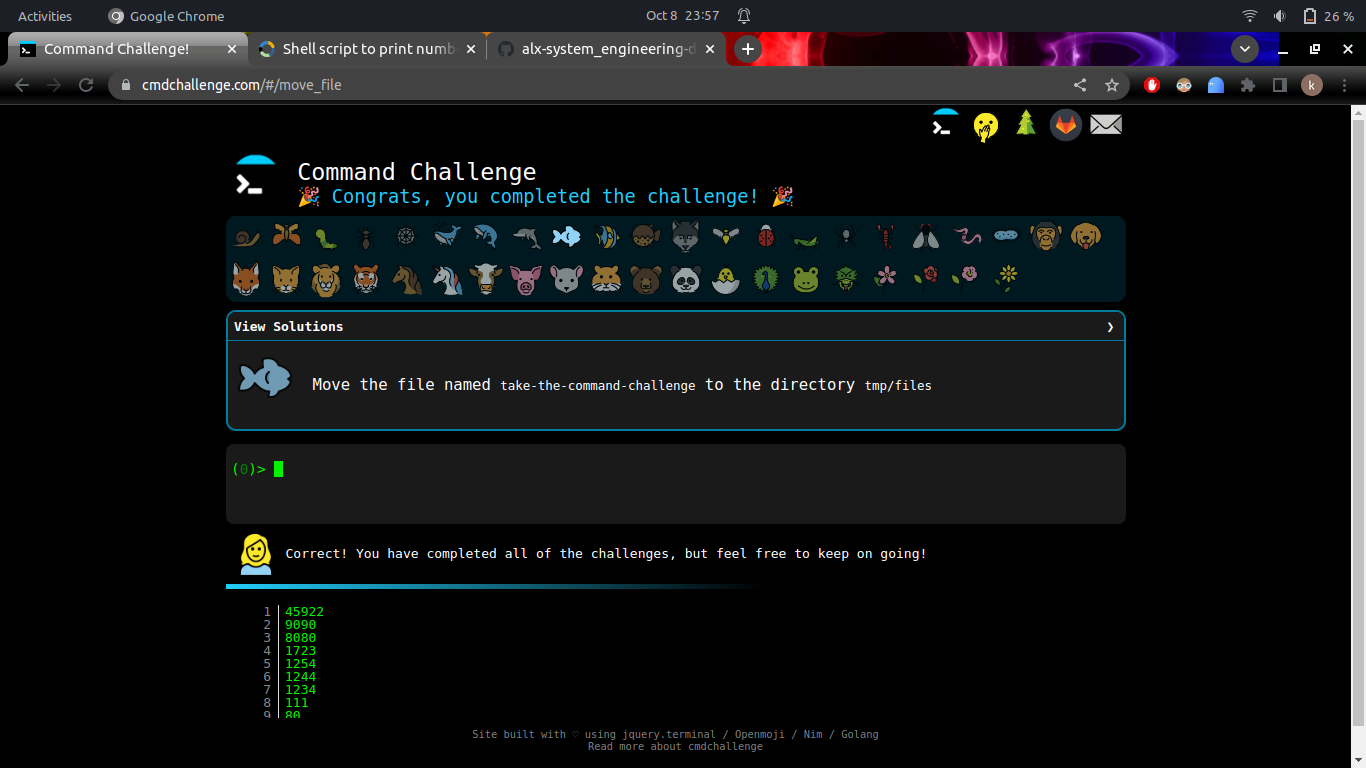 Activities
Google Chrome
Oct 8 23:57
26 %
Command Challenge!
Shell script to print numb
alx-system_engineering-d
cmdchallenge.com/#/move_file
k
Command Challenge
Congrats, you completed the challenge!
View Solutions
Move the file named take-the-command-challenge to the directory tmp/files
(0)>
Correct! You have completed all of the challenges, but feel free to keep on going!
1 45922
2 9090
3 8080
4 1723
5 1254
6 1244
7 1234
8 111
9 80
Site built with ♡ using jquery.terminal / Openmoji / Nim / Golang
Read more about cmdchallenge